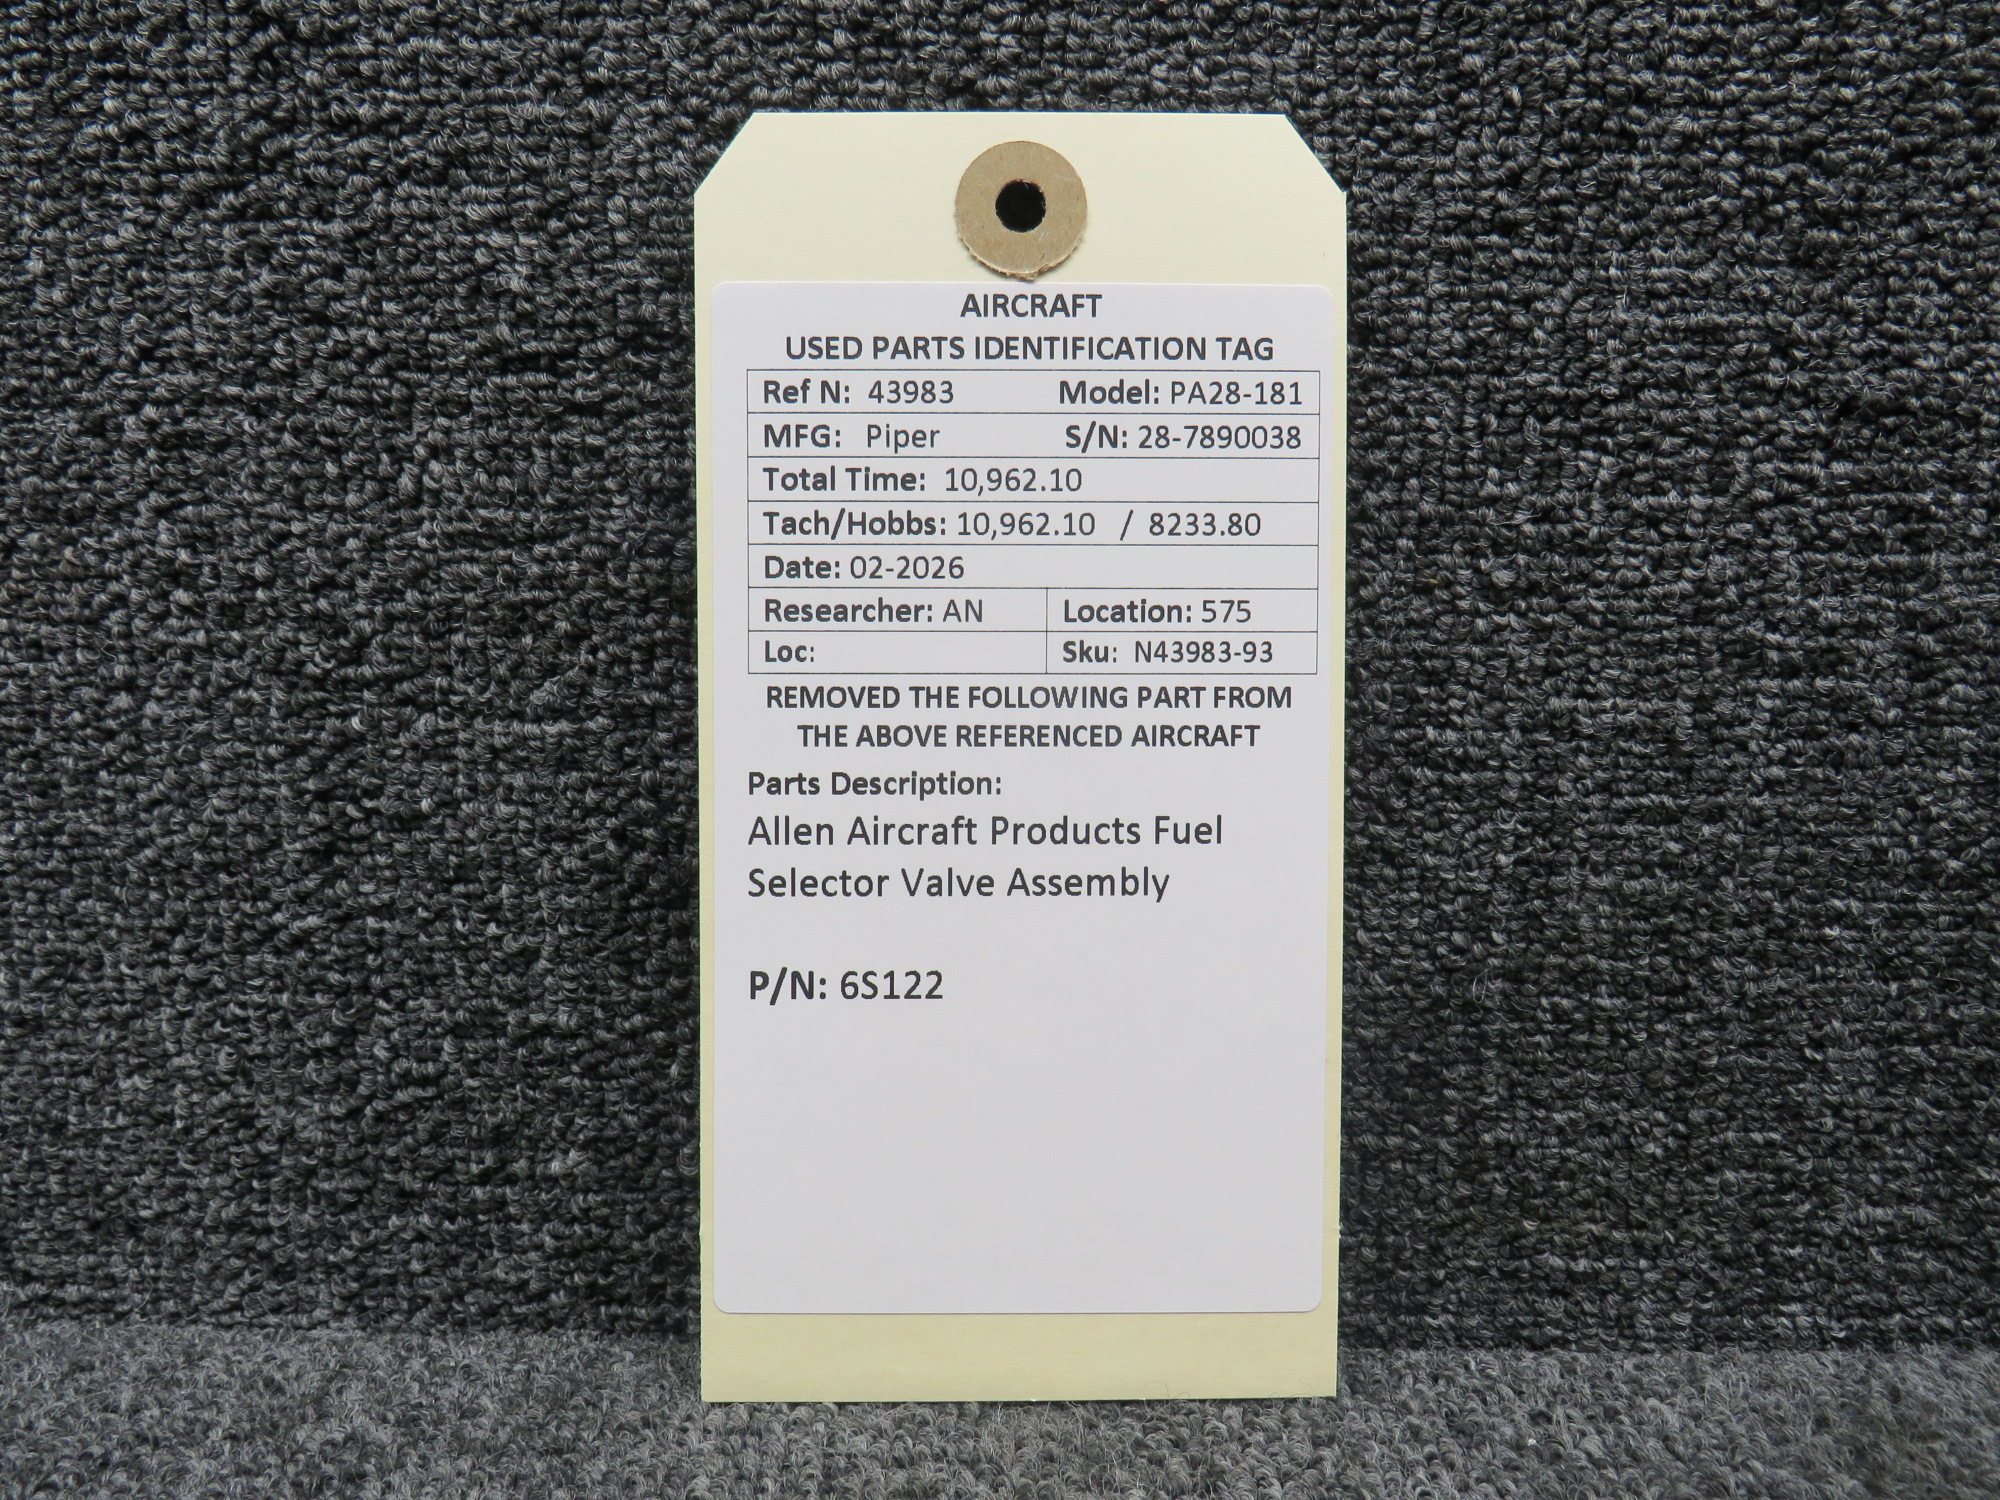 AIRCRAFT
USED PARTS IDENTIFICATION TAG
Ref N: 43983 Model: PA28-181
MFG: Piper S/N: 28-7890038
Total Time: 10,962.10
Tach/Hobbs: 10,962.10 / 8233.80
Date: 02-2026
Researcher: AN Location: 575
Loc: Sku: N43983-93
REMOVED THE FOLLOWING PART FROM
THE ABOVE REFERENCED AIRCRAFT
Parts Description:
Allen Aircraft Products Fuel
Selector Valve Assembly
P/N: 6S122